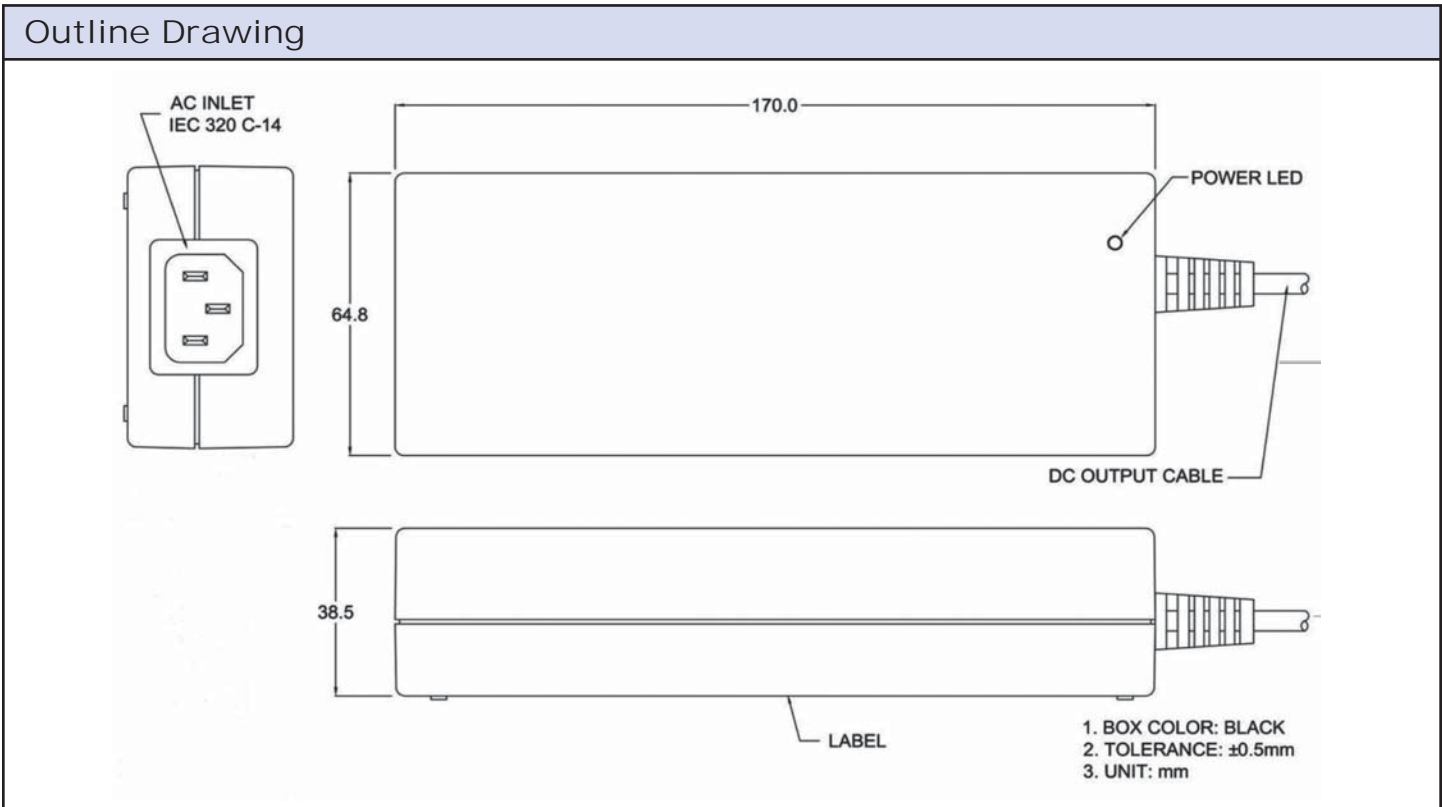 Outline Drawing
AC INLET
IEC 320 C-14
170.0
POWER LED
64.8
DC OUTPUT CABLE
38.5
LABEL
1. BOX COLOR: BLACK
2. TOLERANCE: ±0.5mm
3. UNIT: mm